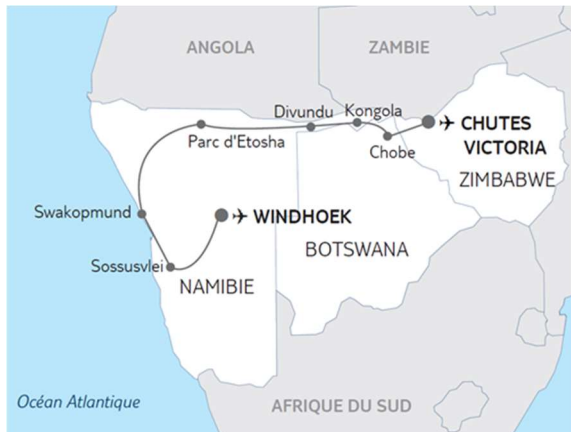 ANGOLA
ZAMBIE
Divundu
Kongola
CHUTES
VICTORIA
Parc d'Etosha
Chobe
ZIMBABWE
Swakopmund
WINDHOEK
BOTSWANA
Sossusvlei
NAMIBIE
Océan Atlantique
AFRIQUE DU SUD